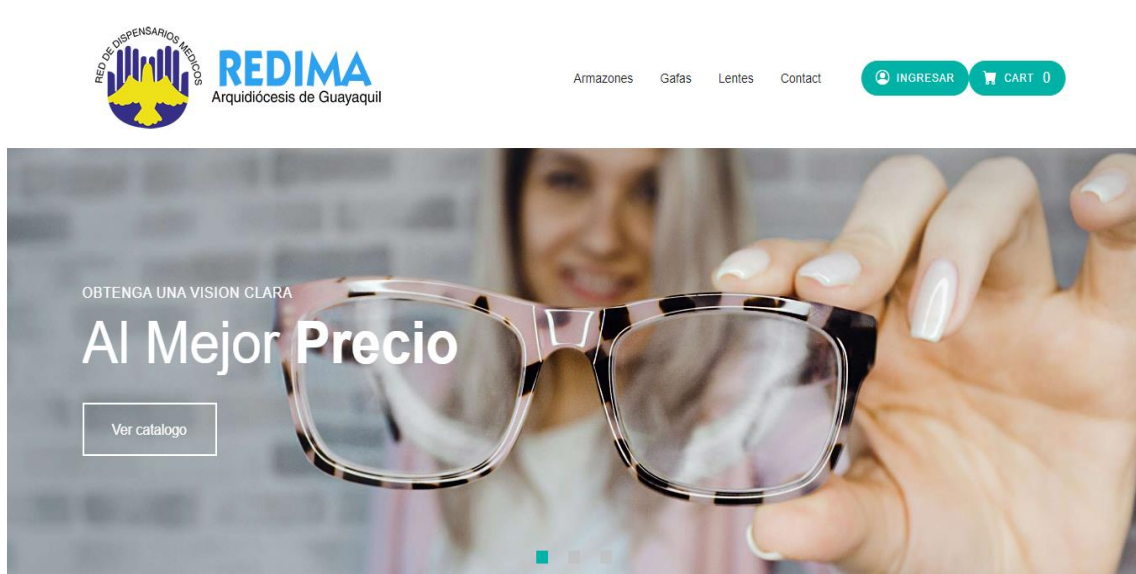 RED DE DISPENSARIOS MEDICOS
REDIMA
Arquidiócesis de Guayaquil
Armazones Gafas Lentes Contact INGRESAR CART 0
OBTENGA UNA VISION CLARA
Al Mejor Precio
Ver catalogo